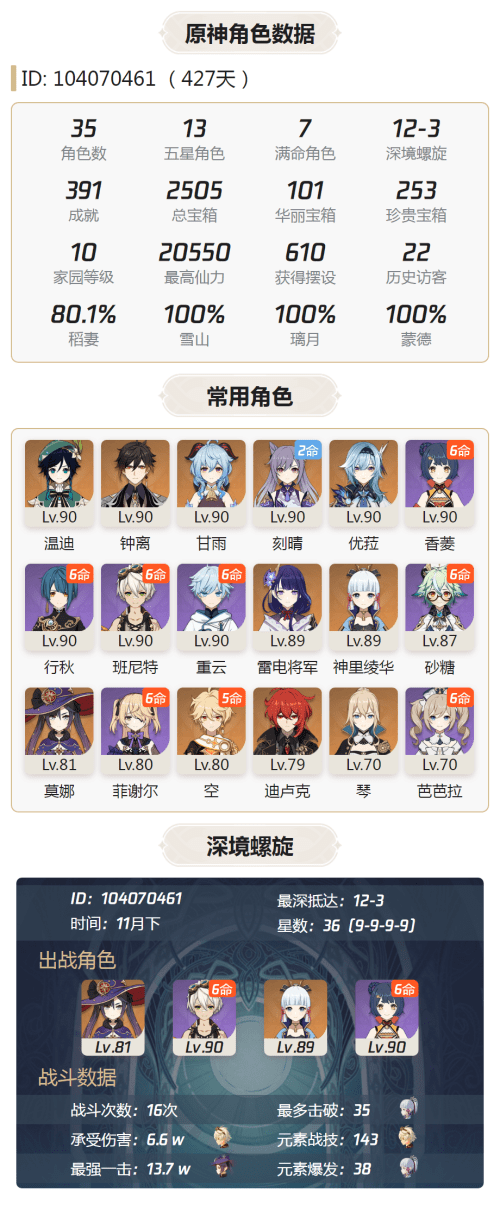 原神角色数据
ID: 104070461 ( 427天 )
35 13 7 12-3
角色数 五星角色 满命角色 深境螺旋
391 2505 101 253
成就 总宝箱 华丽宝箱 珍贵宝箱
10 20550 610 22
家园等级 最高仙力 获得摆设 历史访客
80.1% 100% 100% 100%
稻妻 雪山 璃月 蒙德
常用角色
2命 6命
Lv.90 Lv.90 Lv.90 Lv.90 Lv.90 Lv.90
温迪 钟离 甘雨 刻晴 优菈 香菱
6命 6命 6命 6命
Lv.90 Lv.90 Lv.90 Lv.89 Lv.89 Lv.87
行秋 班尼特 重云 雷电将军 神里绫华 砂糖
6命 5命 6命
Lv.81 Lv.80 Lv.80 Lv.79 Lv.70 Lv.70
莫娜 菲谢尔 空 迪卢克 琴 芭芭拉
深境螺旋
ID: 104070461 最深抵达: 12-3
时间: 11月下 星数: 36 [9-9-9-9]
出战角色
6命 6命
Lv.81 Lv.90 Lv.89 Lv.90
战斗数据
战斗次数: 16次 最多击破: 35
承受伤害: 6.6 w 元素战技: 143
最强一击: 13.7 w 元素爆发: 38